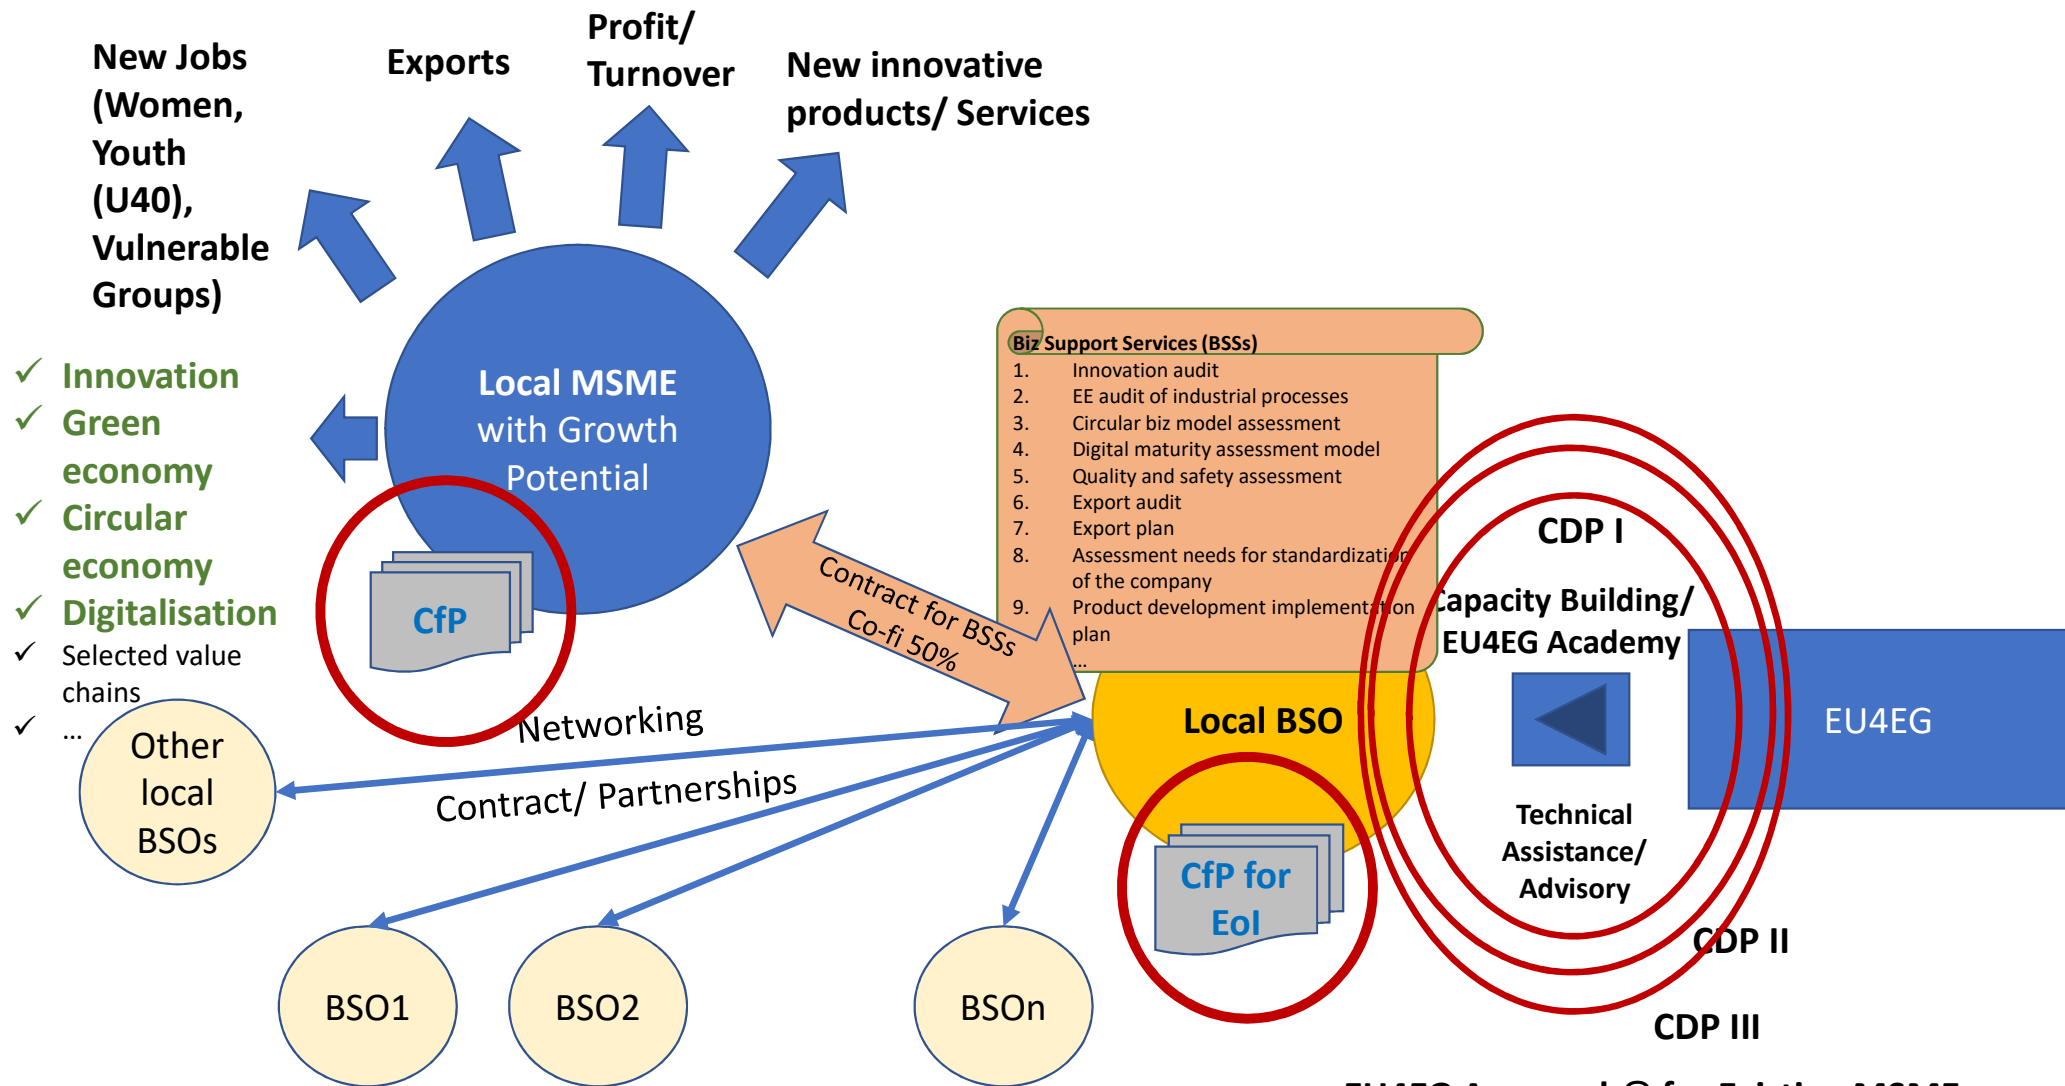 New Jobs
(Women,
Youth
(U40),
Vulnerable
Groups)
Exports
Profit/
Turnover
New innovative
products/ Services
✓ Innovation
✓ Green
economy
✓ Circular
economy
✓ Digitalisation
✓ Selected value
chains
✓ ...
Local MSME
with Growth
Potential
CfP
Biz Support Services (BSSs)
1. Innovation audit
2. EE audit of industrial processes
3. Circular biz model assessment
4. Digital maturity assessment model
5. Quality and safety assessment
6. Export audit
7. Export plan
8. Assessment needs for standardization
of the company
9. Product development implementation
plan
...
Contract for BSSs
Co-fi 50%
CDP I
Capacity Building/
EU4EG Academy
EU4EG
Technical
Assistance/
Advisory
CDP II
CDP III
Local BSO
CfP for
EoI
Networking
Contract/ Partnerships
Other
local
BSOs
BSO1
BSO2
BSOn